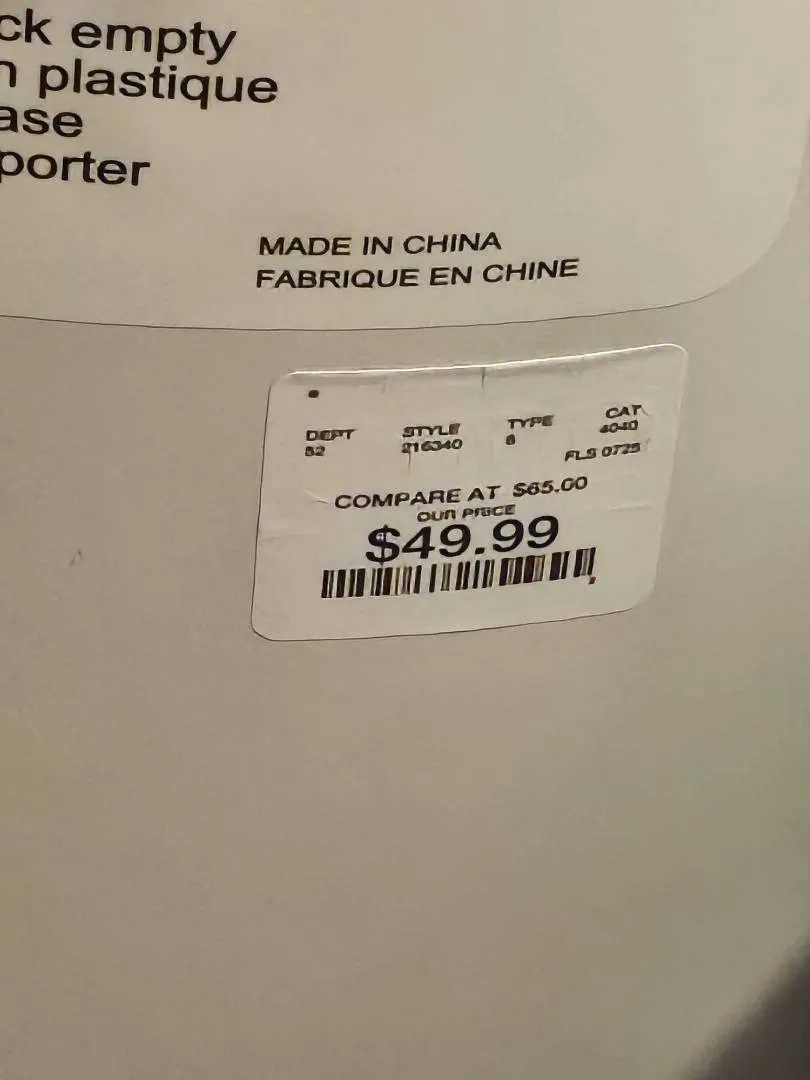 ck empty
n plastique
ase
porter
MADE IN CHINA
FABRIQUE EN CHINE
DEPT STYLE TYPE CAT
52 216340 6 4040
FLS 0725
COMPARE AT $65.00
OUR PRICE
$49.99